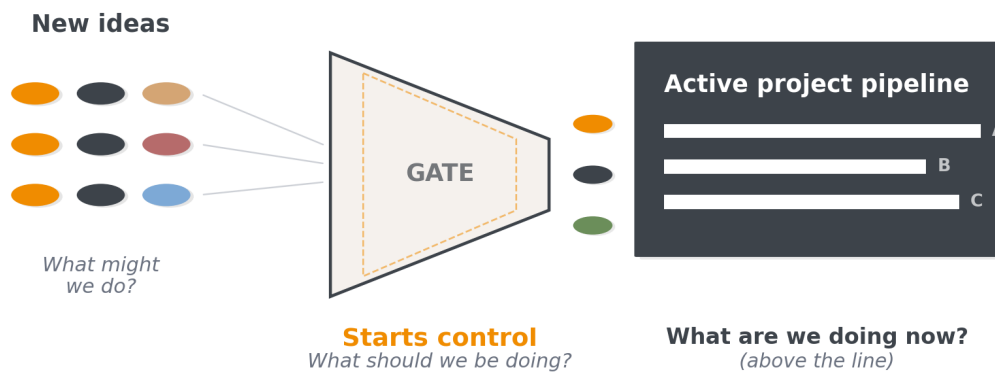 New ideas
Active project pipeline
A
B
GATE
C
What might
we do?
Starts control
What should we be doing?
What are we doing now?
(above the line)